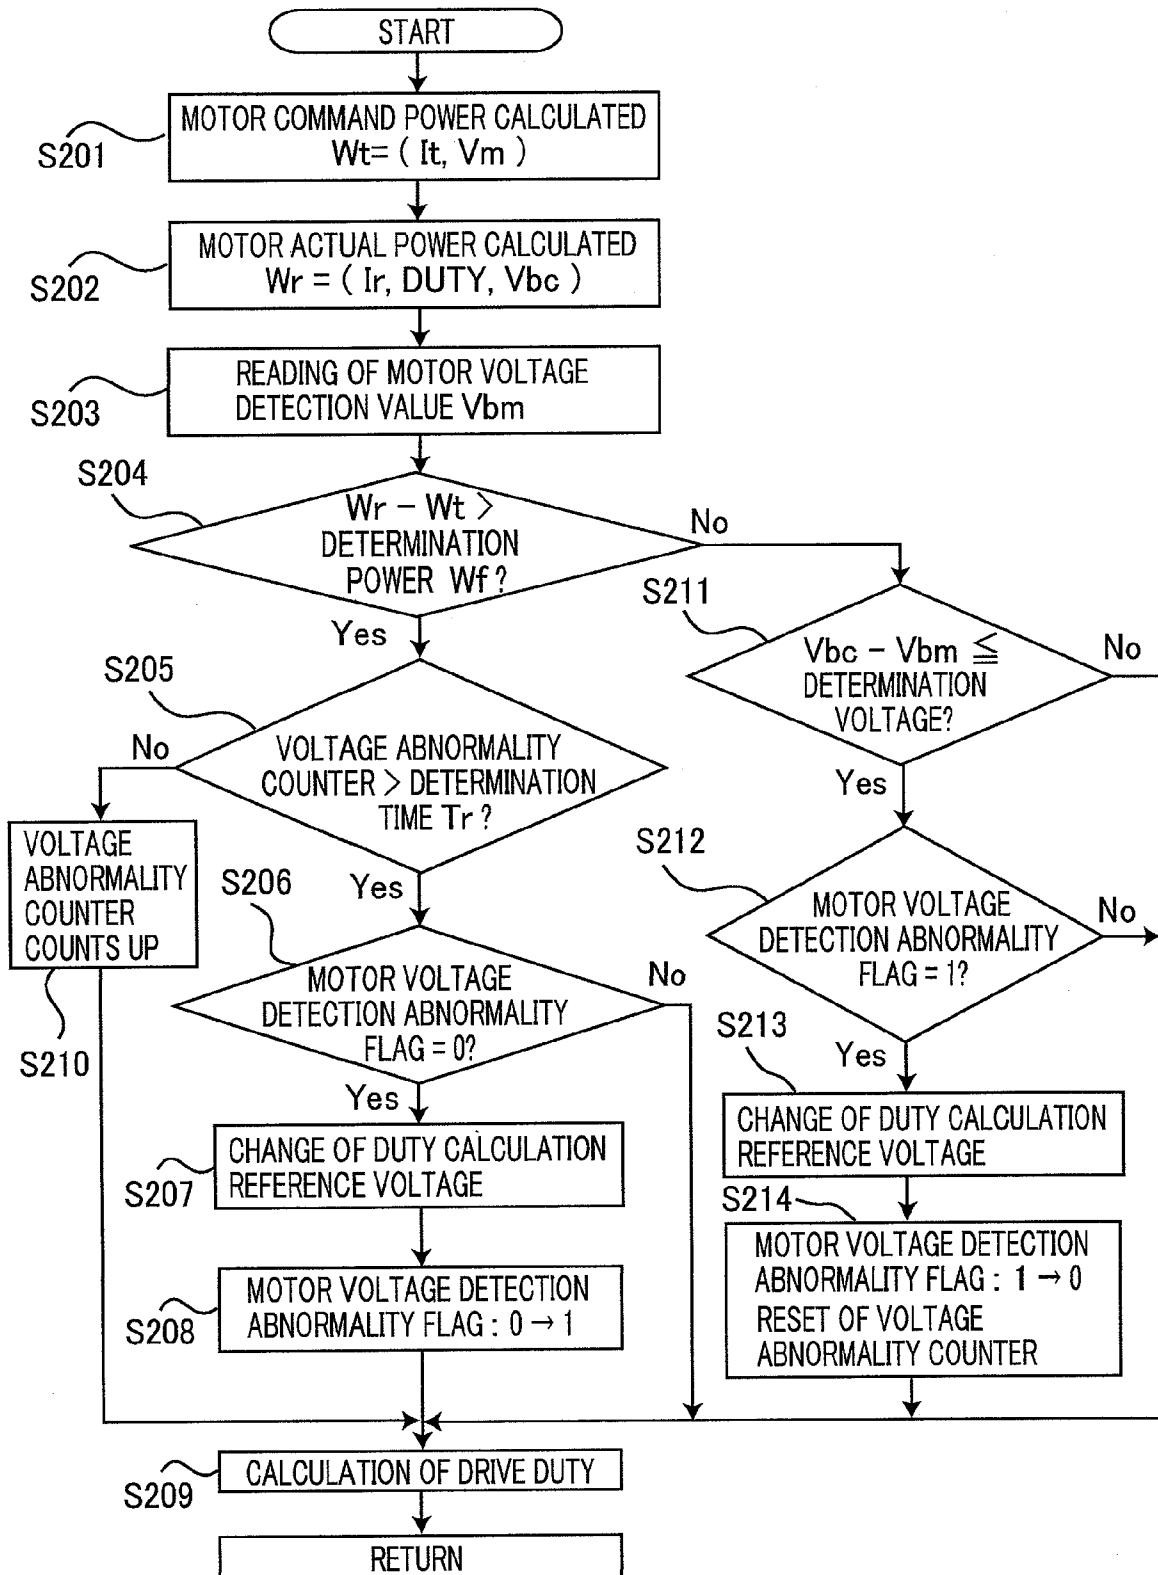 START
MOTOR COMMAND POWER CALCULATED
Wt= ( It, Vm )
S201
MOTOR ACTUAL POWER CALCULATED
Wr = ( Ir, DUTY, Vbc )
S202
READING OF MOTOR VOLTAGE
DETECTION VALUE Vbm
S203
S204
Wr − Wt >
DETERMINATION
POWER Wf ?
No
Yes
S211
Vbc − Vbm ≦
DETERMINATION
VOLTAGE?
No
Yes
S205
VOLTAGE ABNORMALITY
COUNTER > DETERMINATION
TIME Tr ?
No
Yes
VOLTAGE
ABNORMALITY
COUNTER
COUNTS UP
S210
S212
MOTOR VOLTAGE
DETECTION ABNORMALITY
FLAG = 1?
No
Yes
S206
MOTOR VOLTAGE
DETECTION ABNORMALITY
FLAG = 0?
No
Yes
S213
CHANGE OF DUTY CALCULATION
REFERENCE VOLTAGE
CHANGE OF DUTY CALCULATION
REFERENCE VOLTAGE
S207
S214
MOTOR VOLTAGE DETECTION
ABNORMALITY FLAG : 1 → 0
RESET OF VOLTAGE
ABNORMALITY COUNTER
MOTOR VOLTAGE DETECTION
ABNORMALITY FLAG : 0 → 1
S208
CALCULATION OF DRIVE DUTY
S209
RETURN